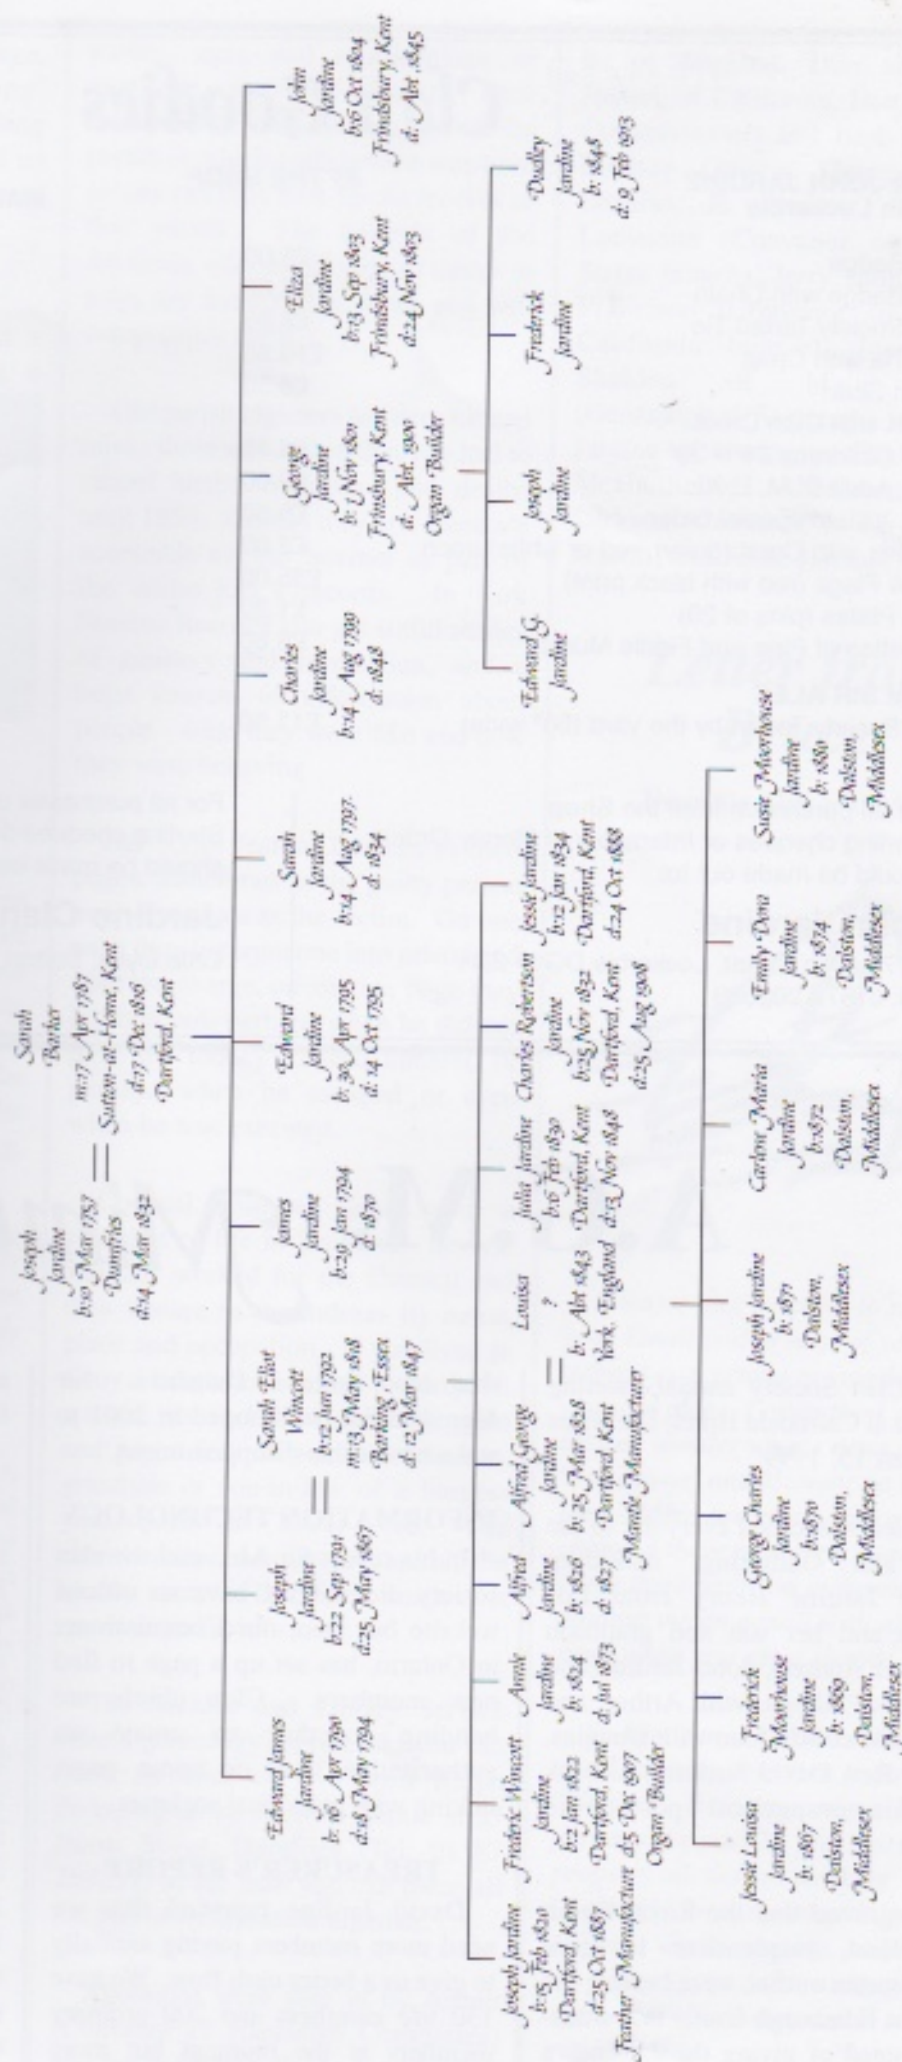 Joseph
Jardine
b:10 Mar 1757
Dumfries
d:14 Mar 1832
Sarah
Barker
m:17 Apr 1787
Sutton-at-Home, Kent
d:17 Dec 1816
Dartford, Kent
Edward James
Jardine
b: 16 Apr 1790
d:18 May 1794
Joseph
Jardine
b:22 Sep 1791
d:25 May 1867
Sarah Eliot
Wincott
b:12 Jun 1792
m:13 May 1818
Barking, Essex
d: 12 Mar 1847
James
Jardine
b:29 Jan 1794
d: 1870
Edward
Jardine
b: 30 Apr 1795
d: 14 Oct 1795
Sarah
Jardine
b:14 Aug 1797
d: 1834
Charles
Jardine
b:14 Aug 1799
d: 1848
George
Jardine
b: 1 Nov 1801
Frinsbury, Kent
d: Abt. 1900
Organ Builder
Eliza
Jardine
b:13 Sep 1803
Frindsbury, Kent
d:24 Nov 1803
John
Jardine
b:6 Oct 1804
Frindsbury, Kent
d: Abt ,1845
Joseph Jardine
b:15 Feb 1820
Dartford, Kent
d:25 Oct 1887
Feather Manufacture
Frederick Wincott
Jardine
b:2 Jan 1822
Dartford, Kent
d:5 Dec 1907
Organ Builder
Annie
Jardine
b: 1824
d: Jul 1873
Alfred
Jardine
b: 1826
d: 1827
Alfred George
Jardine
b: 25 Mar 1828
Dartford, Kent
Mantle Manufacturer
Louisa
?
b: Abt 1843
York, England
Julia Jardine
b:6 Feb 1830
Dartford, Kent
d:13 Nov 1848
Charles Robertson
Jardine
b:25 Nov 1832
Dartford, Kent
d:25 Aug 1908
Jessie Jardine
b:12 Jan 1834
Dartford, Kent
d:24 Oct 1888
Edward G.
Jardine
Joseph
Jardine
Frederick
Jardine
Dudley
Jardine
b: 1848
d: 9 Feb 1913
Jessie Louisa
Jardine
b: 1867
Dalston,
Middlesex
Frederick
Moorhouse
Jardine
b: 1869
Dalston,
Middlesex
George Charles
Jardine
b:1870
Dalston,
Middlesex
Joseph Jardine
b: 1871
Dalston,
Middlesex
Carlene Maria
Jardine
b:1872
Dalston,
Middlesex
Emily Dora
Jardine
b: 1874
Dalston,
Middlesex
Susie Moorhouse
Jardine
b: 1880
Dalston,
Middlesex